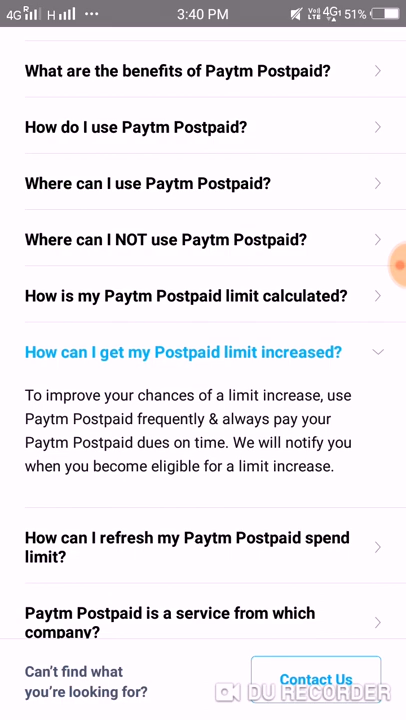 4G R H ... 3:40 PM VoLTE 4G 51%
What are the benefits of Paytm Postpaid?
How do I use Paytm Postpaid?
Where can I use Paytm Postpaid?
Where can I NOT use Paytm Postpaid?
How is my Paytm Postpaid limit calculated?
How can I get my Postpaid limit increased?
To improve your chances of a limit increase, use
Paytm Postpaid frequently & always pay your
Paytm Postpaid dues on time. We will notify you
when you become eligible for a limit increase.
How can I refresh my Paytm Postpaid spend
limit?
Paytm Postpaid is a service from which
company?
Can't find what
you're looking for?
Contact Us
DU RECORDER